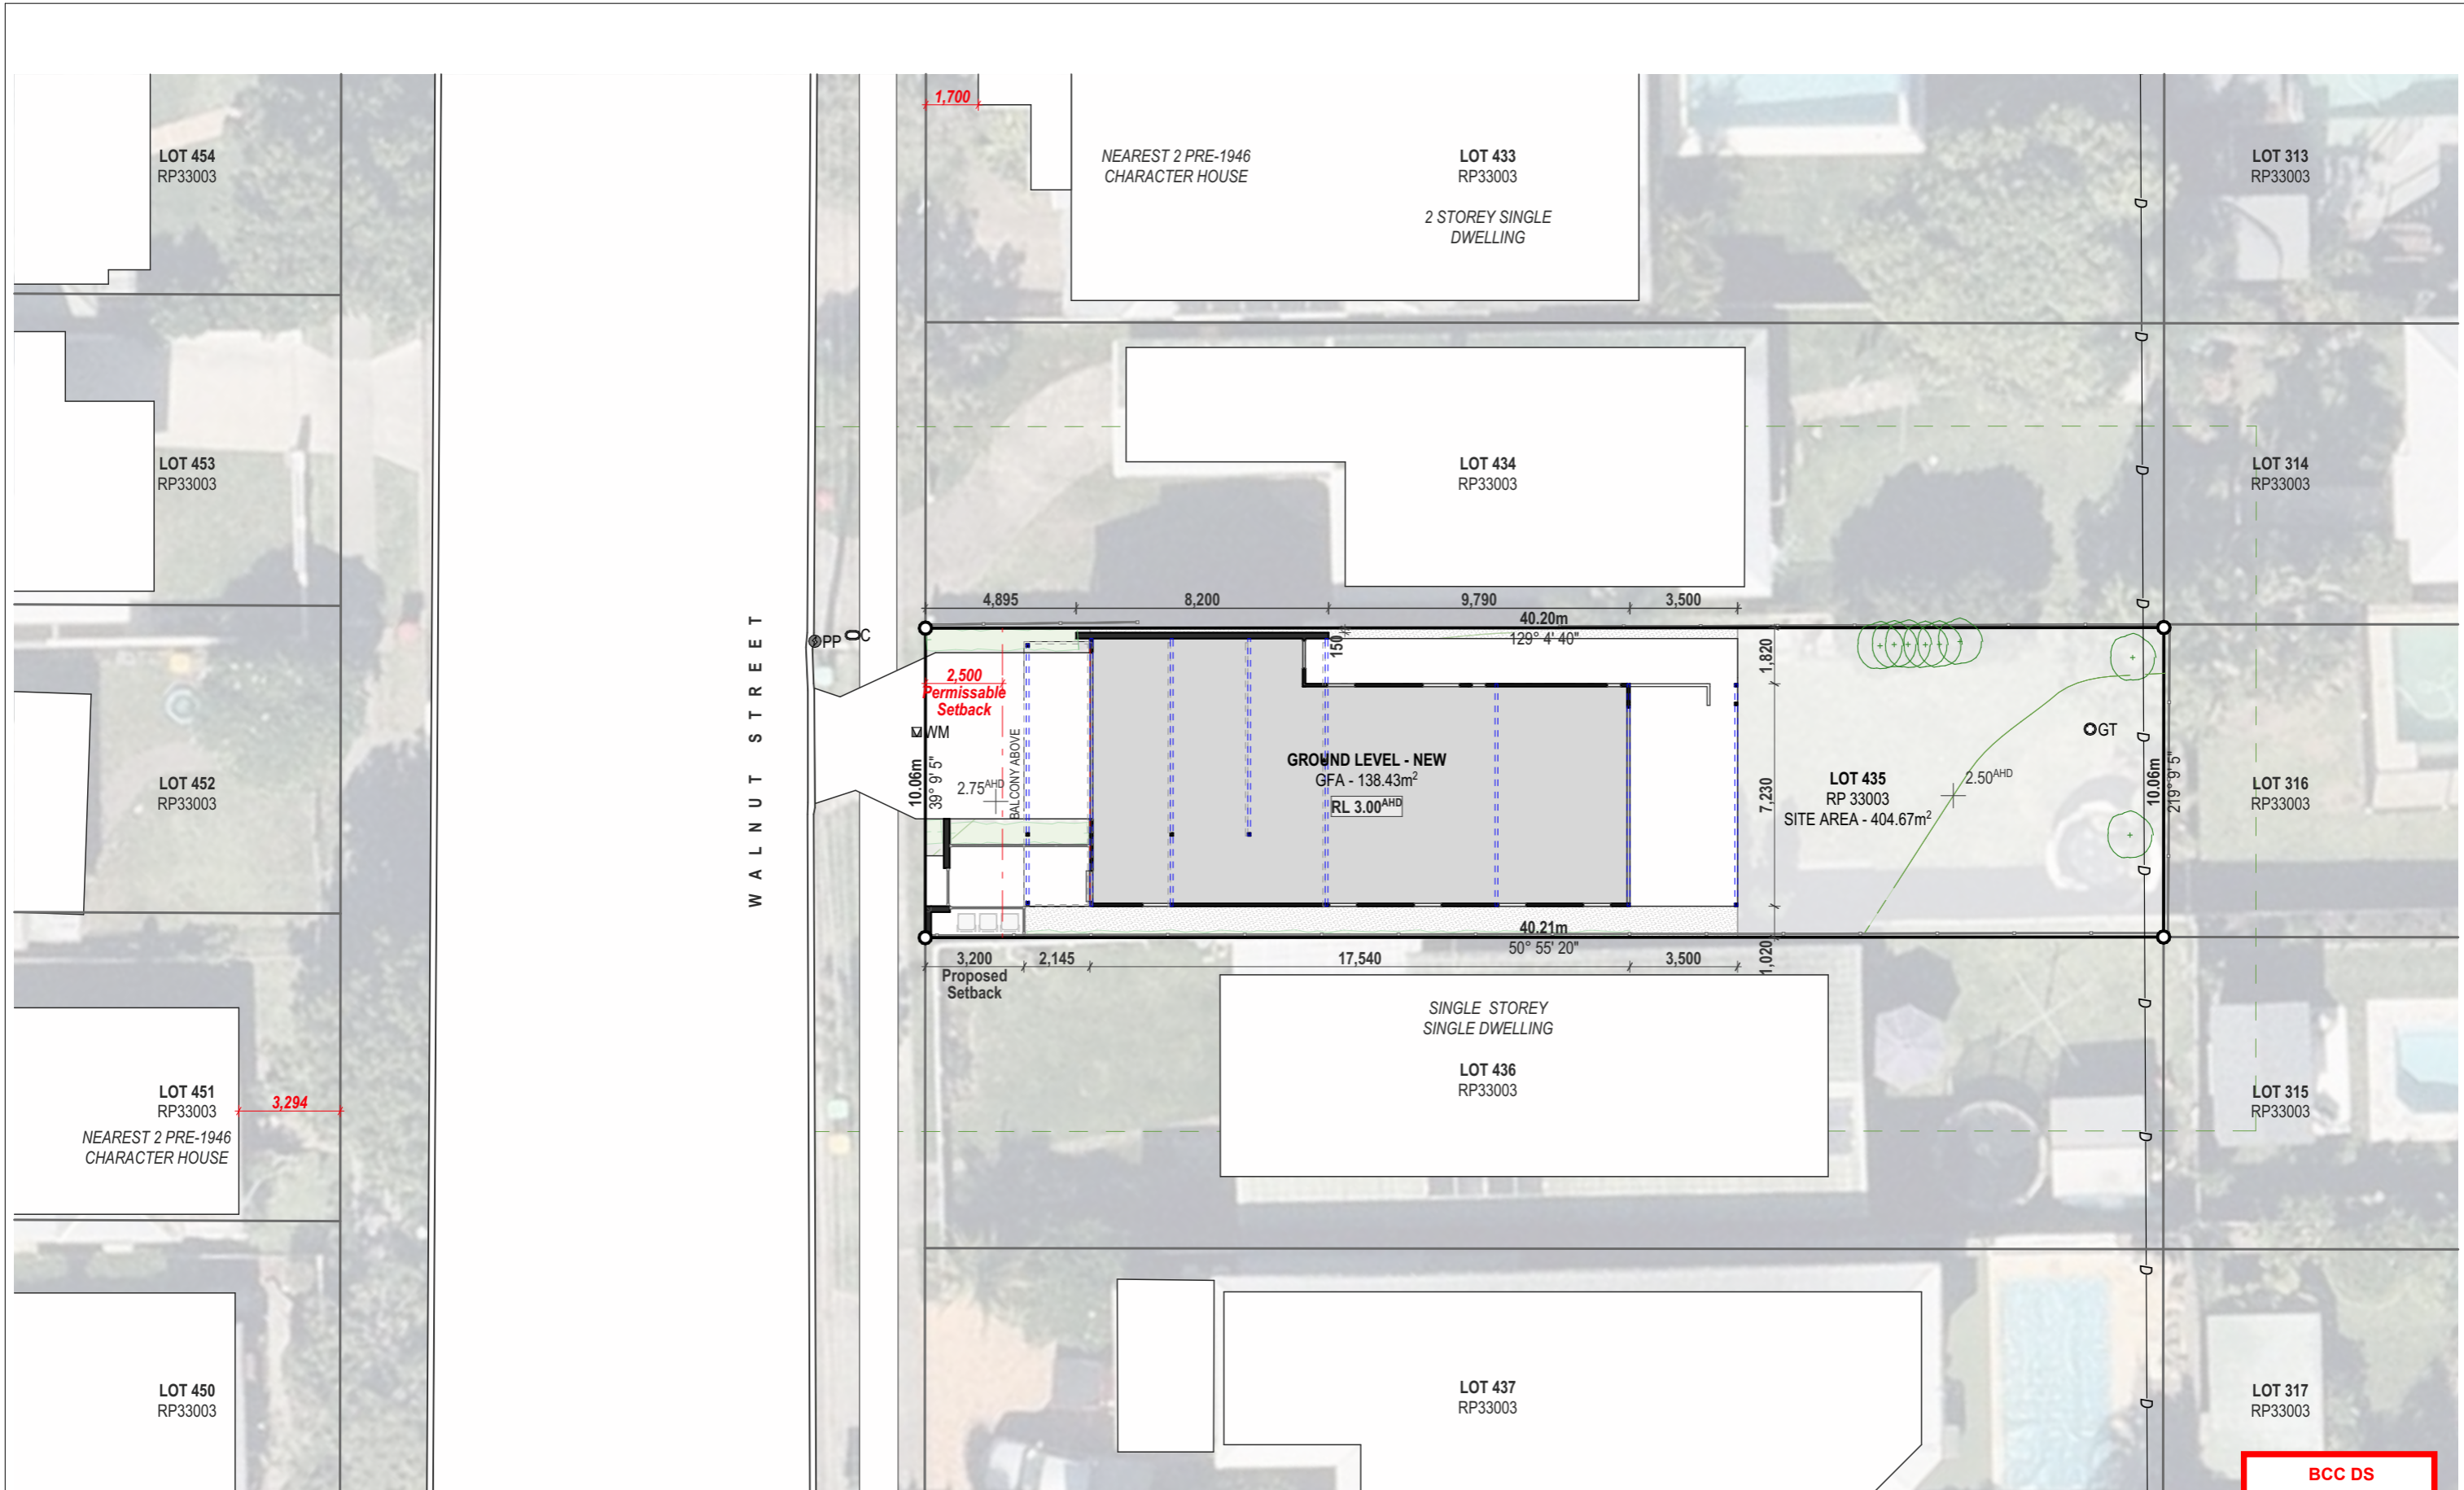 1,700
LOT 454
RP33003
NEAREST 2 PRE-1946
CHARACTER HOUSE
LOT 433
RP33003
2 STOREY SINGLE
DWELLING
LOT 313
RP33003
D
D
LOT 453
RP33003
LOT 434
RP33003
D
LOT 314
RP33003
4,895
8,200
9,790
3,500
D
40.20m
129° 4' 40"
PP
C
150
1,820
2,500
Permissable
Setback
WM
GT
D
WALNUT STREET
10.06m
39° 9' 5"
2.75AHD
BALCONY ABOVE
GROUND LEVEL - NEW
GFA - 138.43m2
RL 3.00AHD
7,230
LOT 435
RP 33003
SITE AREA - 404.67m2
2.50AHD
10.06m
219° 9' 5"
LOT 452
RP33003
LOT 316
RP33003
D
40.21m
50° 55' 20"
3,200
Proposed
Setback
2,145
17,540
3,500
1,020
D
SINGLE STOREY
SINGLE DWELLING
LOT 436
RP33003
LOT 451
RP33003
3,294
NEAREST 2 PRE-1946
CHARACTER HOUSE
LOT 315
RP33003
D
D
LOT 450
RP33003
LOT 437
RP33003
D
LOT 317
RP33003
BCC DS